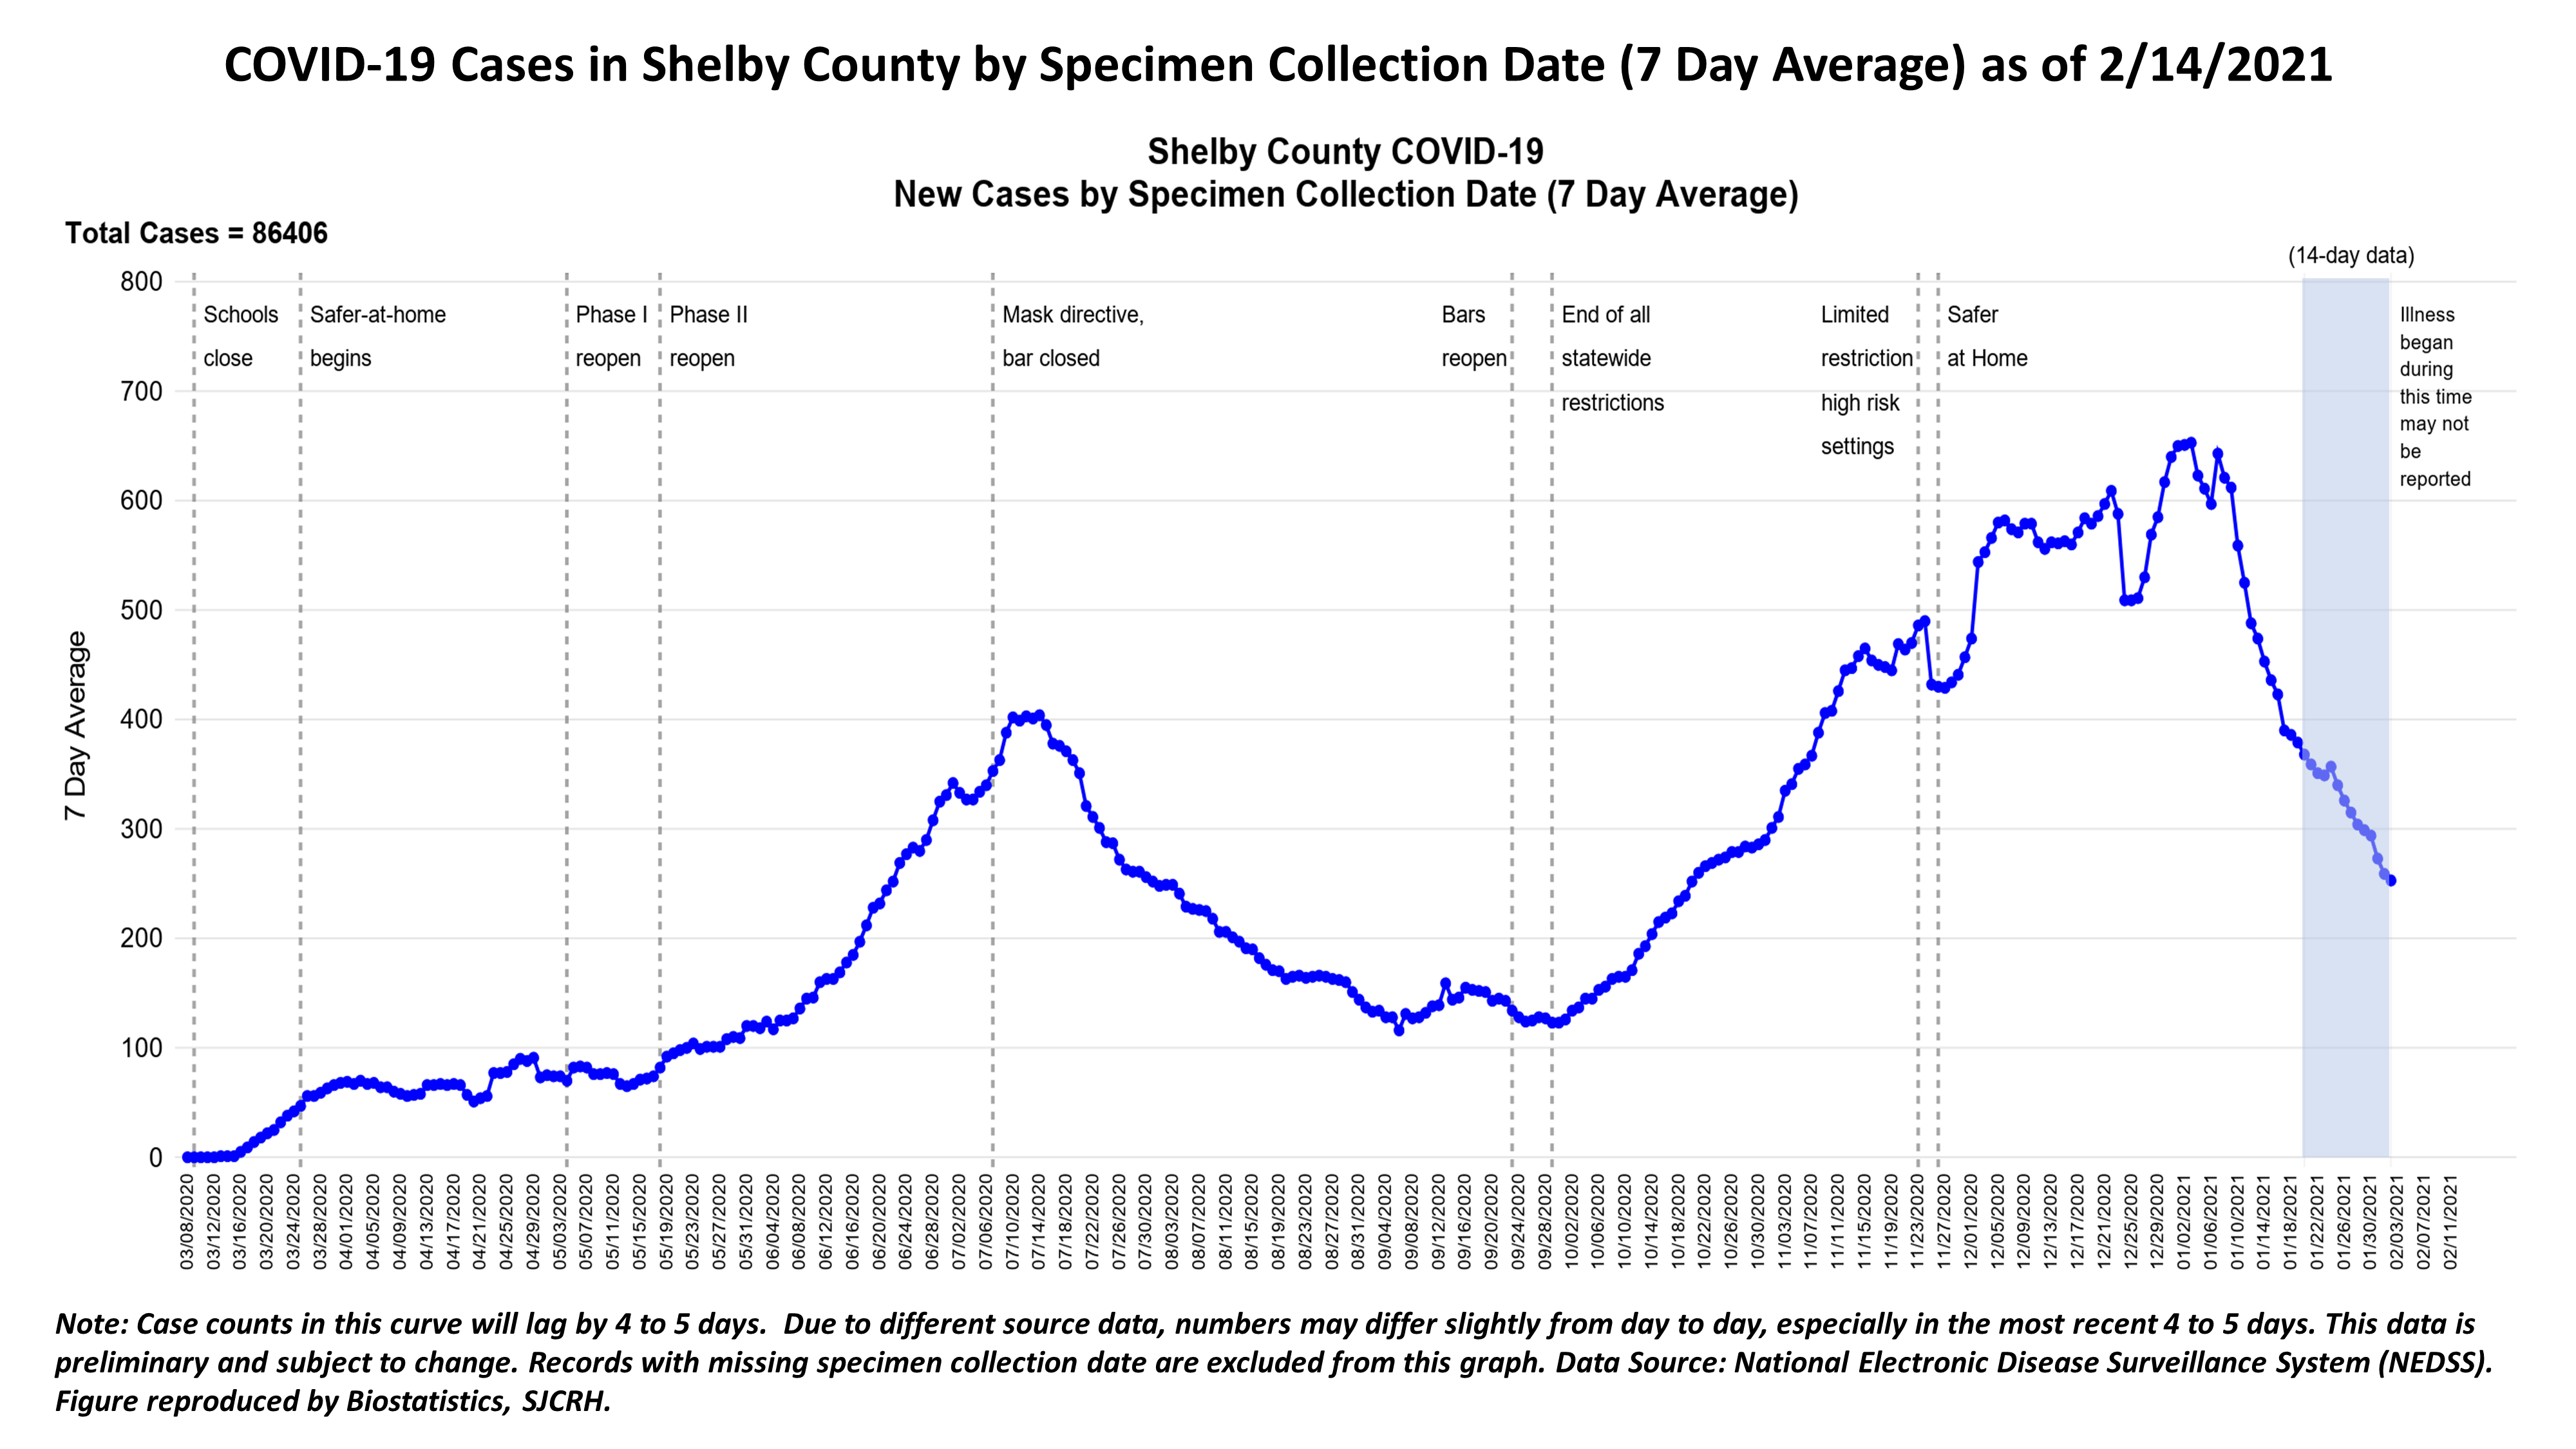 COVID-19 Cases in Shelby County by Specimen Collection Date (7 Day Average) as of 2/14/2021
Shelby County COVID-19
New Cases by Specimen Collection Date (7 Day Average)
Total Cases = 86406
(14-day data)
800
700
600
500
400
300
200
100
0
7 Day Average
Schools
close
Safer-at-home
begins
Phase I
reopen
Phase II
reopen
Mask directive,
bar closed
Bars
reopen
End of all
statewide
restrictions
Limited
restriction
high risk
settings
Safer
at Home
Illness
began
during
this time
may not
be
reported
03/08/2020
03/12/2020
03/16/2020
03/20/2020
03/24/2020
03/28/2020
04/01/2020
04/05/2020
04/09/2020
04/13/2020
04/17/2020
04/21/2020
04/25/2020
04/29/2020
05/03/2020
05/07/2020
05/11/2020
05/15/2020
05/19/2020
05/23/2020
05/27/2020
05/31/2020
06/04/2020
06/08/2020
06/12/2020
06/16/2020
06/20/2020
06/24/2020
06/28/2020
07/02/2020
07/06/2020
07/10/2020
07/14/2020
07/18/2020
07/22/2020
07/26/2020
07/30/2020
08/03/2020
08/07/2020
08/11/2020
08/15/2020
08/19/2020
08/23/2020
08/27/2020
08/31/2020
09/04/2020
09/08/2020
09/12/2020
09/16/2020
09/20/2020
09/24/2020
09/28/2020
10/02/2020
10/06/2020
10/10/2020
10/14/2020
10/18/2020
10/22/2020
10/26/2020
10/30/2020
11/03/2020
11/07/2020
11/11/2020
11/15/2020
11/19/2020
11/23/2020
11/27/2020
12/01/2020
12/05/2020
12/09/2020
12/13/2020
12/17/2020
12/21/2020
12/25/2020
12/29/2020
01/02/2021
01/06/2021
01/10/2021
01/14/2021
01/18/2021
01/22/2021
01/26/2021
01/30/2021
02/03/2021
02/07/2021
02/11/2021
Note: Case counts in this curve will lag by 4 to 5 days.  Due to different source data, numbers may differ slightly from day to day, especially in the most recent 4 to 5 days. This data is
preliminary and subject to change. Records with missing specimen collection date are excluded from this graph. Data Source: National Electronic Disease Surveillance System (NEDSS).
Figure reproduced by Biostatistics, SJCRH.